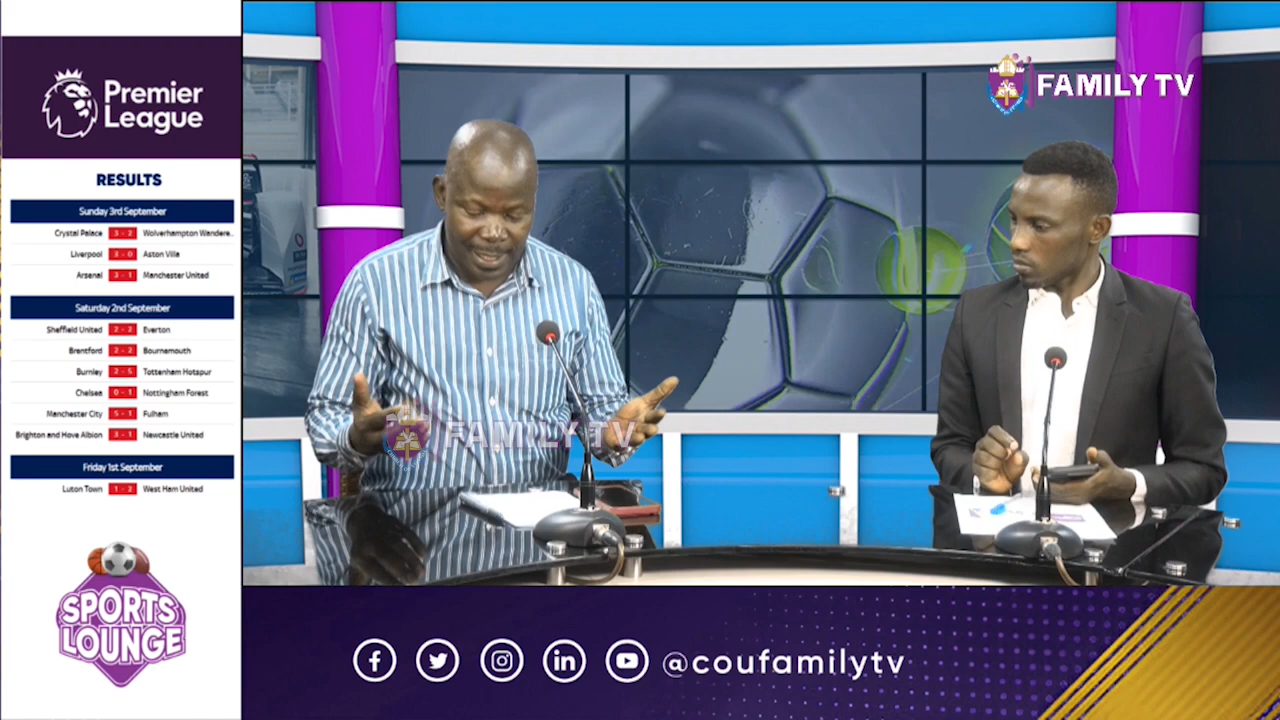 Premier
League
RESULTS
Sunday 3rd September
Crystal Palace 3 - 2 Wolverhampton Wandere..
Liverpool 3 - 0 Aston Villa
Arsenal 3 - 1 Manchester United
Saturday 2nd September
Sheffield United 2 - 2 Everton
Brentford 2 - 2 Bournemouth
Burnley 2 - 5 Tottenham Hotspur
Chelsea 0 - 1 Nottingham Forest
Manchester City 5 - 1 Fulham
Brighton and Hove Albion 3 - 1 Newcastle United
Friday 1st September
Luton Town 1 - 2 West Ham United
SPORTS
LOUNGE
FAMILY TV
FAMILY TV
@coufamilytv